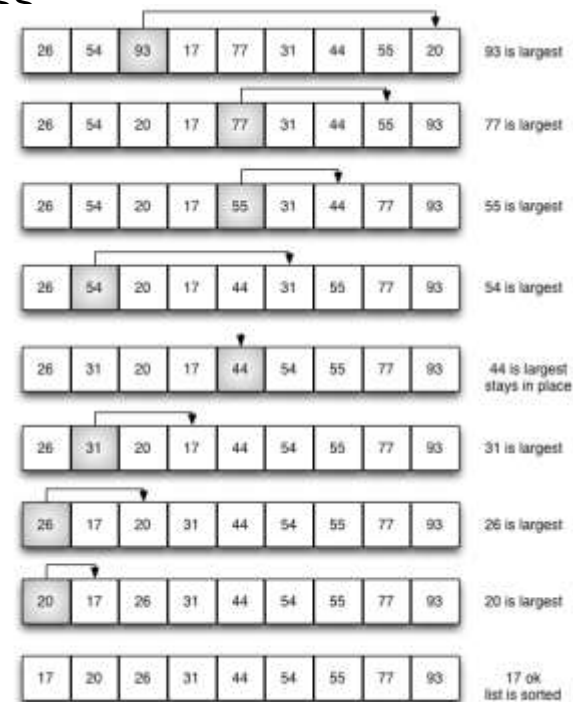 26 54 93 17 77 31 44 55 20 93 is largest
26 54 20 17 77 31 44 55 93 77 is largest
26 54 20 17 55 31 44 77 93 55 is largest
26 54 20 17 44 31 55 77 93 54 is largest
26 31 20 17 44 54 55 77 93 44 is largest
stays in place
26 31 20 17 44 54 55 77 93 31 is largest
26 17 20 31 44 54 55 77 93 26 is largest
20 17 26 31 44 54 55 77 93 20 is largest
17 20 26 31 44 54 55 77 93 17 ok
list is sorted